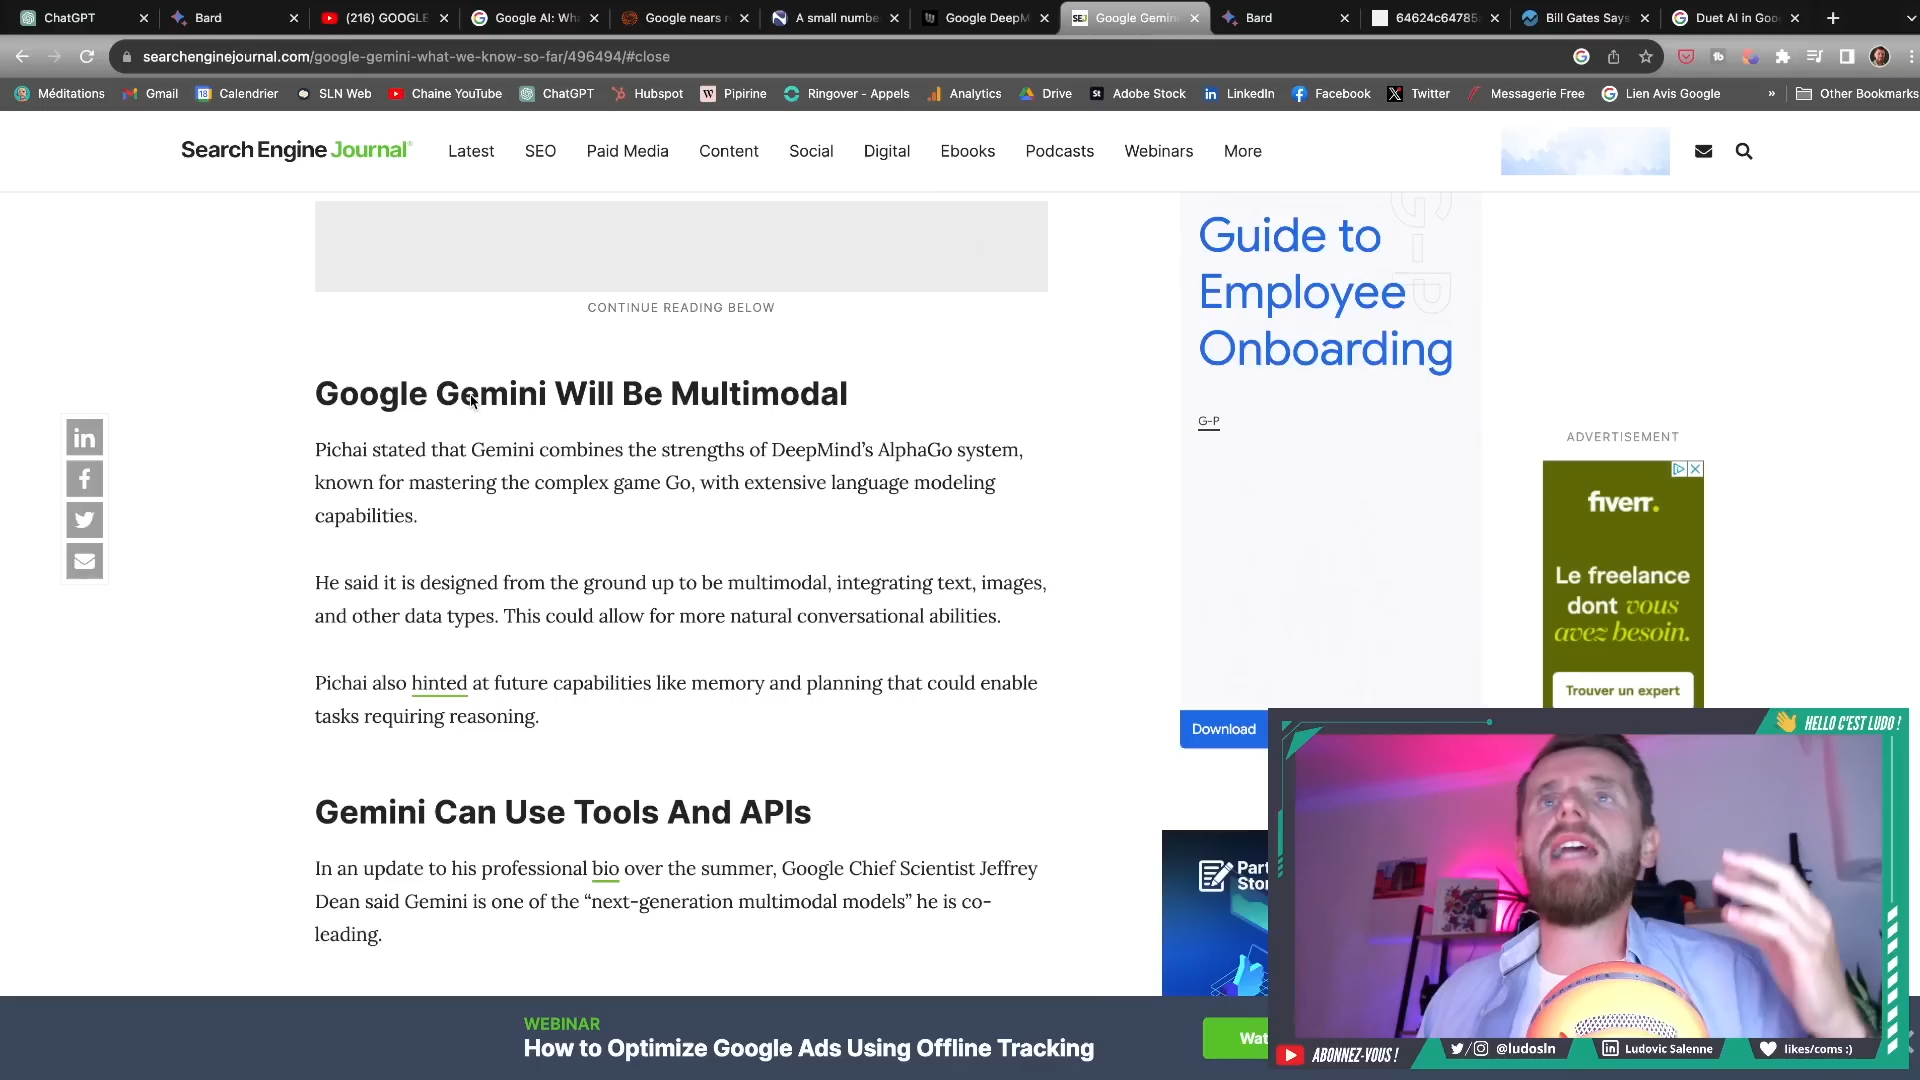 ChatGPT
Bard
(216) GOOGLE
Google AI: Wh
Google nears
A small numbe
Google DeepM
Google Gemin
Bard
64624c64785
Bill Gates Says
Duet AI in Goo
searchenginejournal.com/google-gemini-what-we-know-so-far/496494/#close
Méditations
Gmail
Calendrier
SLN Web
Chaine YouTube
ChatGPT
Hubspot
Pipirine
Ringover - Appels
Analytics
Drive
Adobe Stock
LinkedIn
Facebook
Twitter
Messagerie Free
Lien Avis Google
»
Other Bookmarks
Search Engine Journal
Latest
SEO
Paid Media
Content
Social
Digital
Ebooks
Podcasts
Webinars
More
CONTINUE READING BELOW
Google Gemini Will Be Multimodal
Pichai stated that Gemini combines the strengths of DeepMind’s AlphaGo system,
known for mastering the complex game Go, with extensive language modeling
capabilities.
He said it is designed from the ground up to be multimodal, integrating text, images,
and other data types. This could allow for more natural conversational abilities.
Pichai also hinted at future capabilities like memory and planning that could enable
tasks requiring reasoning.
Gemini Can Use Tools And APIs
In an update to his professional bio over the summer, Google Chief Scientist Jeffrey
Dean said Gemini is one of the “next-generation multimodal models” he is co-
leading.
Guide to
Employee
Onboarding
G-P
Download
ADVERTISEMENT
fiverr.
Le freelance
dont vous
avez besoin.
Trouver un expert
Part
Sto
WEBINAR
How to Optimize Google Ads Using Offline Tracking
Wat
HELLO C'EST LUDO !
ABONNEZ-VOUS !
@ludosln
Ludovic Salenne
likes/coms :)